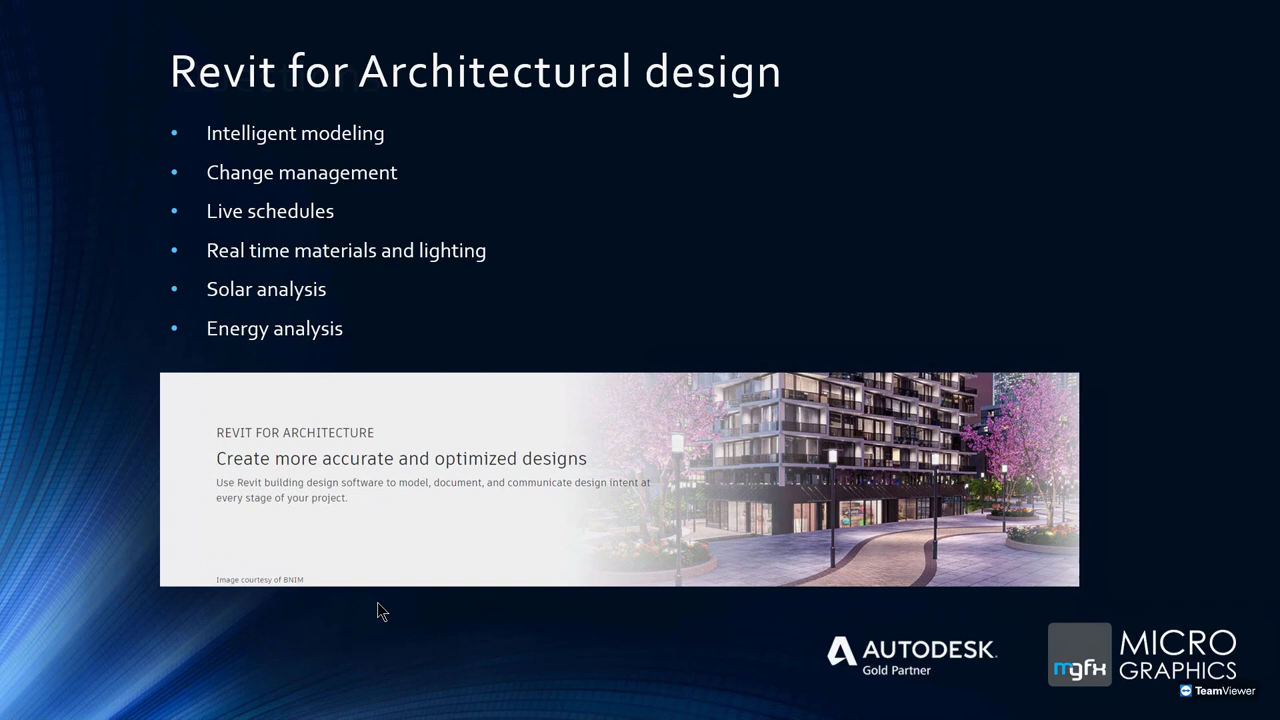 Revit for Architectural design
• Intelligent modeling
• Change management
• Live schedules
• Real time materials and lighting
• Solar analysis
• Energy analysis
REVIT FOR ARCHITECTURE
Create more accurate and optimized designs
Use Revit building design software to model, document, and communicate design intent at
every stage of your project.
Image courtesy of BNIM
AUTODESK.
Gold Partner
mgfx
MICRO
GRAPHICS
TeamViewer